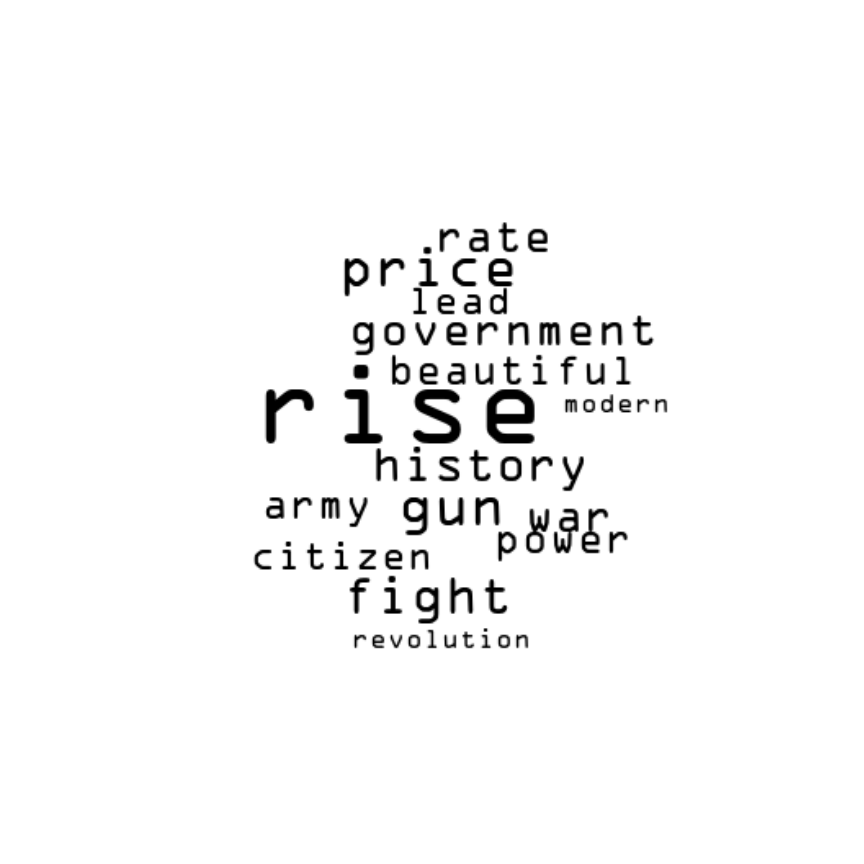 rate
price
lead
government
beautiful
rise modern
history
army gun war
power
citizen
fight
revolution